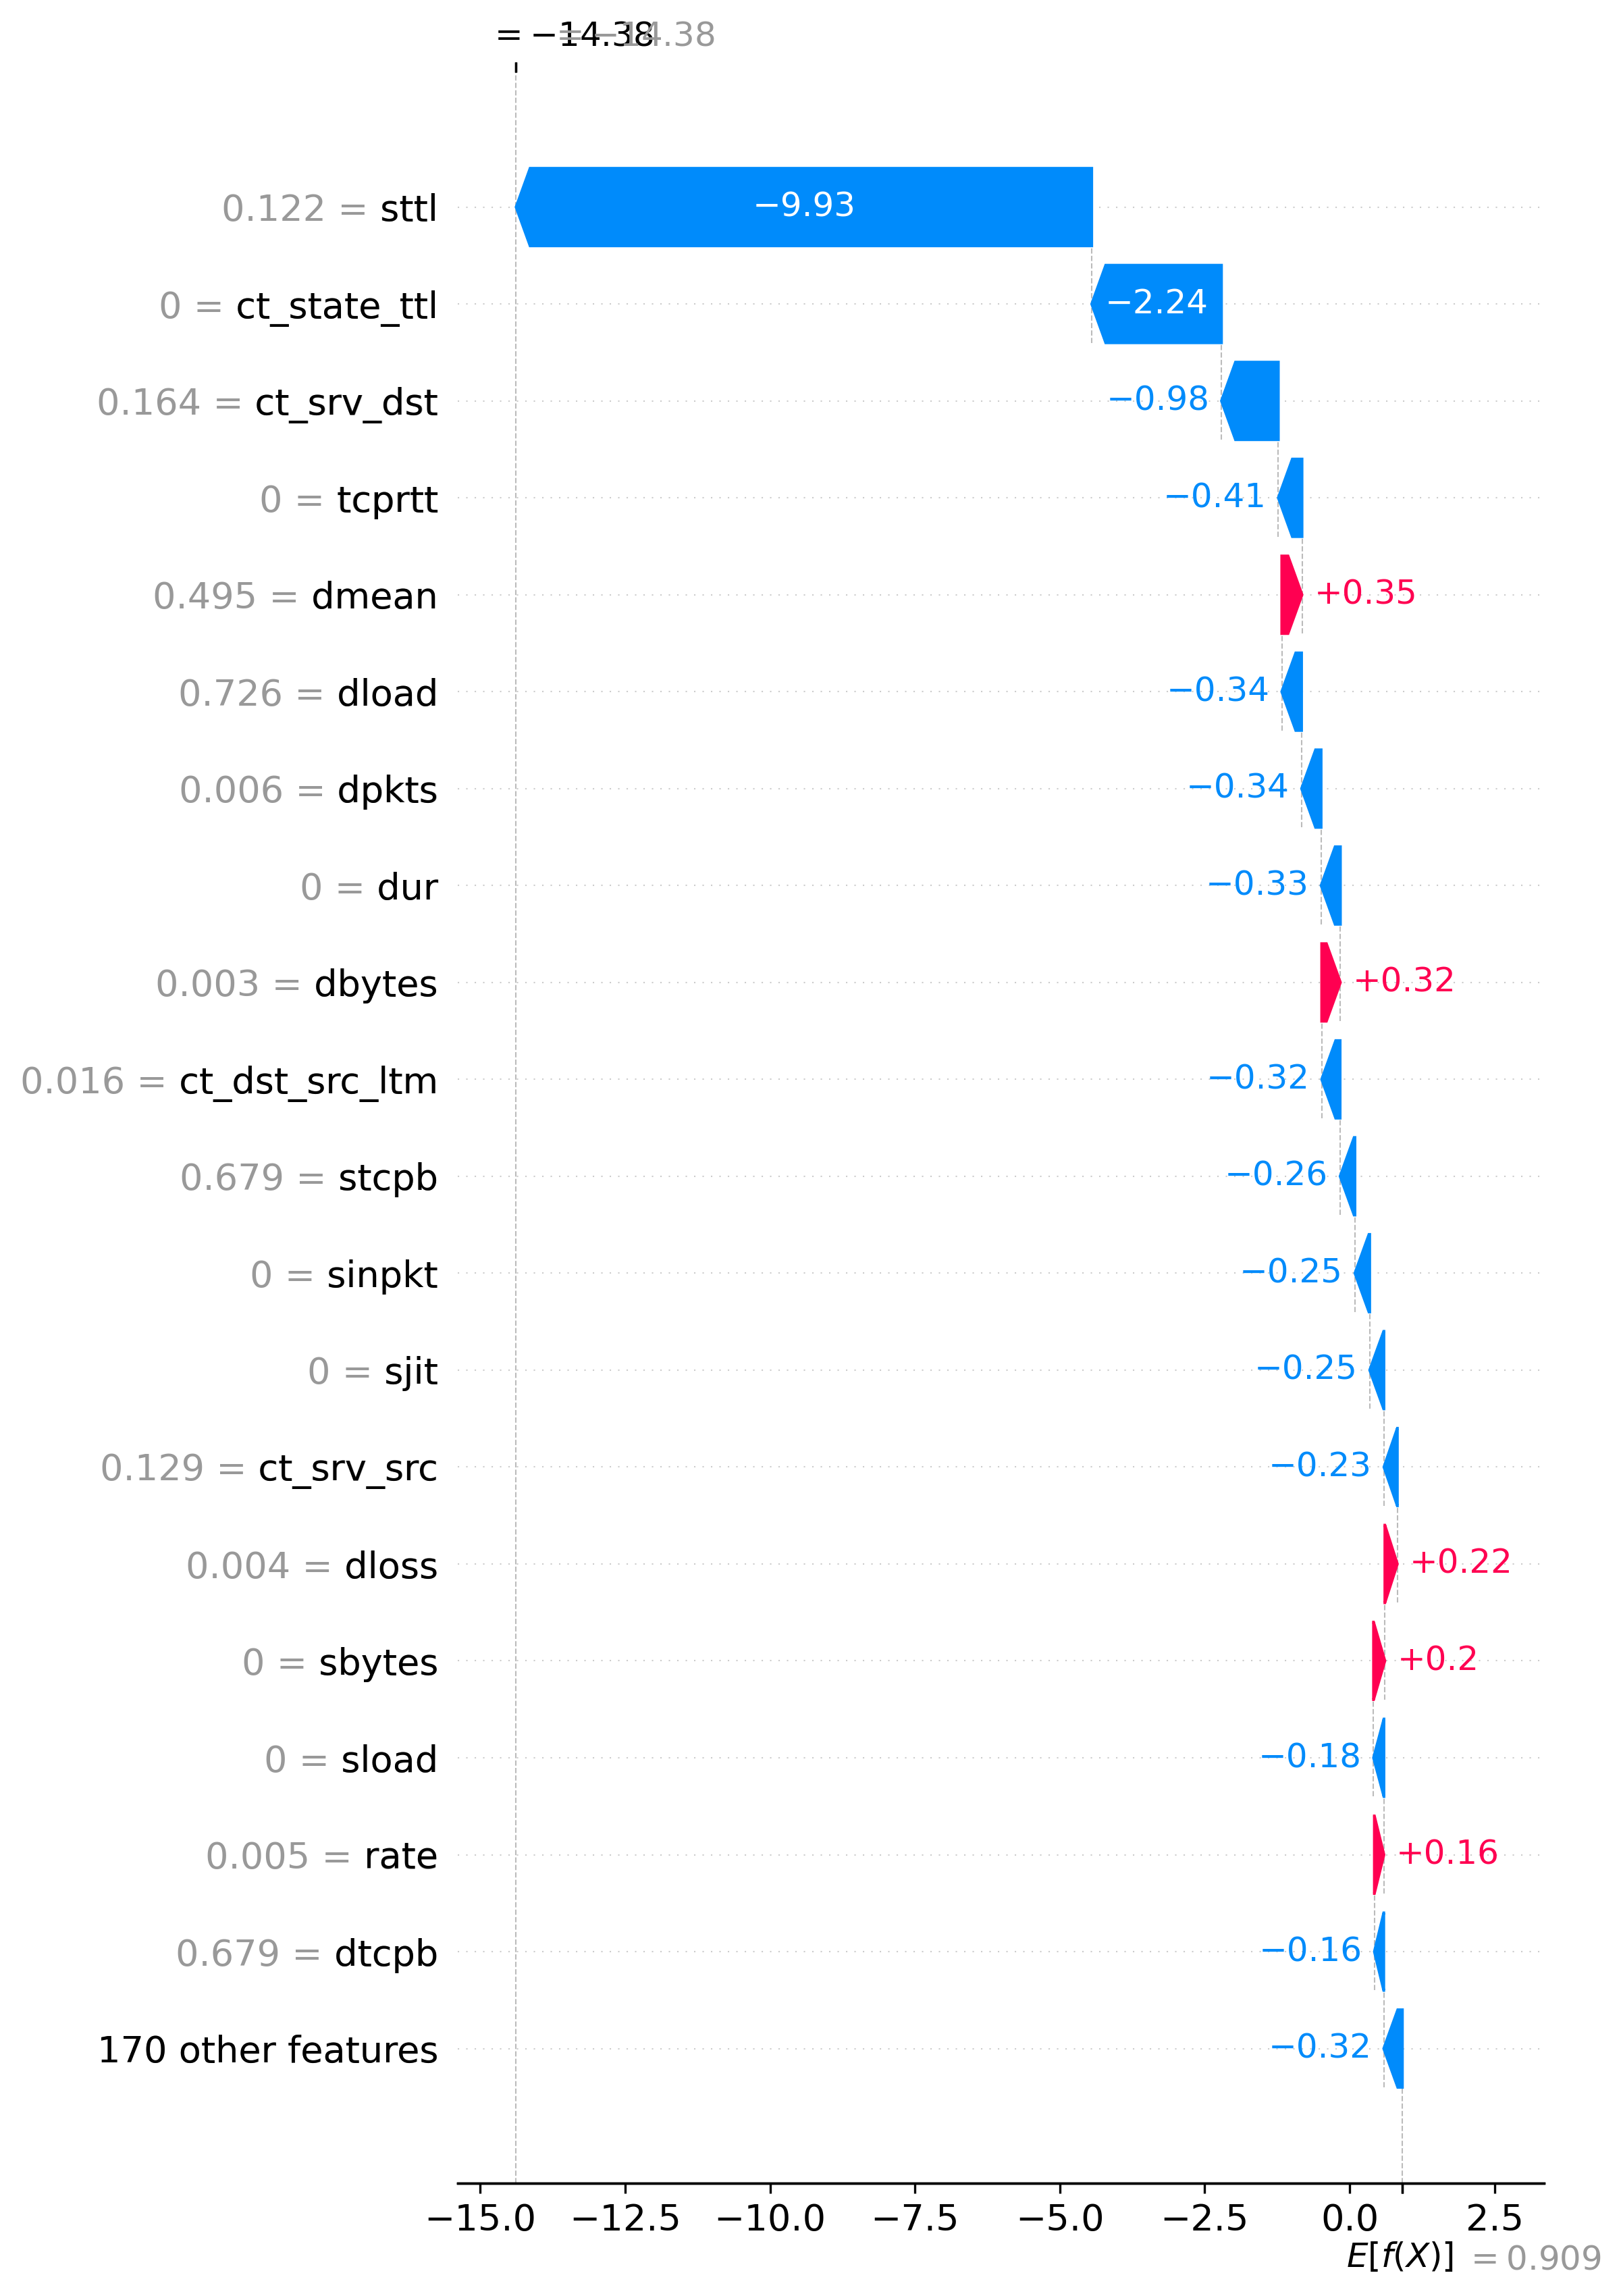 = −14.38 = −14.38
0.122 = sttl −9.93
0 = ct_state_ttl −2.24
0.164 = ct_srv_dst −0.98
0 = tcprtt −0.41
0.495 = dmean +0.35
0.726 = dload −0.34
0.006 = dpkts −0.34
0 = dur −0.33
0.003 = dbytes +0.32
0.016 = ct_dst_src_ltm −0.32
0.679 = stcpb −0.26
0 = sinpkt −0.25
0 = sjit −0.25
0.129 = ct_srv_src −0.23
0.004 = dloss +0.22
0 = sbytes +0.2
0 = sload −0.18
0.005 = rate +0.16
0.679 = dtcpb −0.16
170 other features −0.32
−15.0 −12.5 −10.0 −7.5 −5.0 −2.5 0.0 2.5
E[f(X)] = 0.909